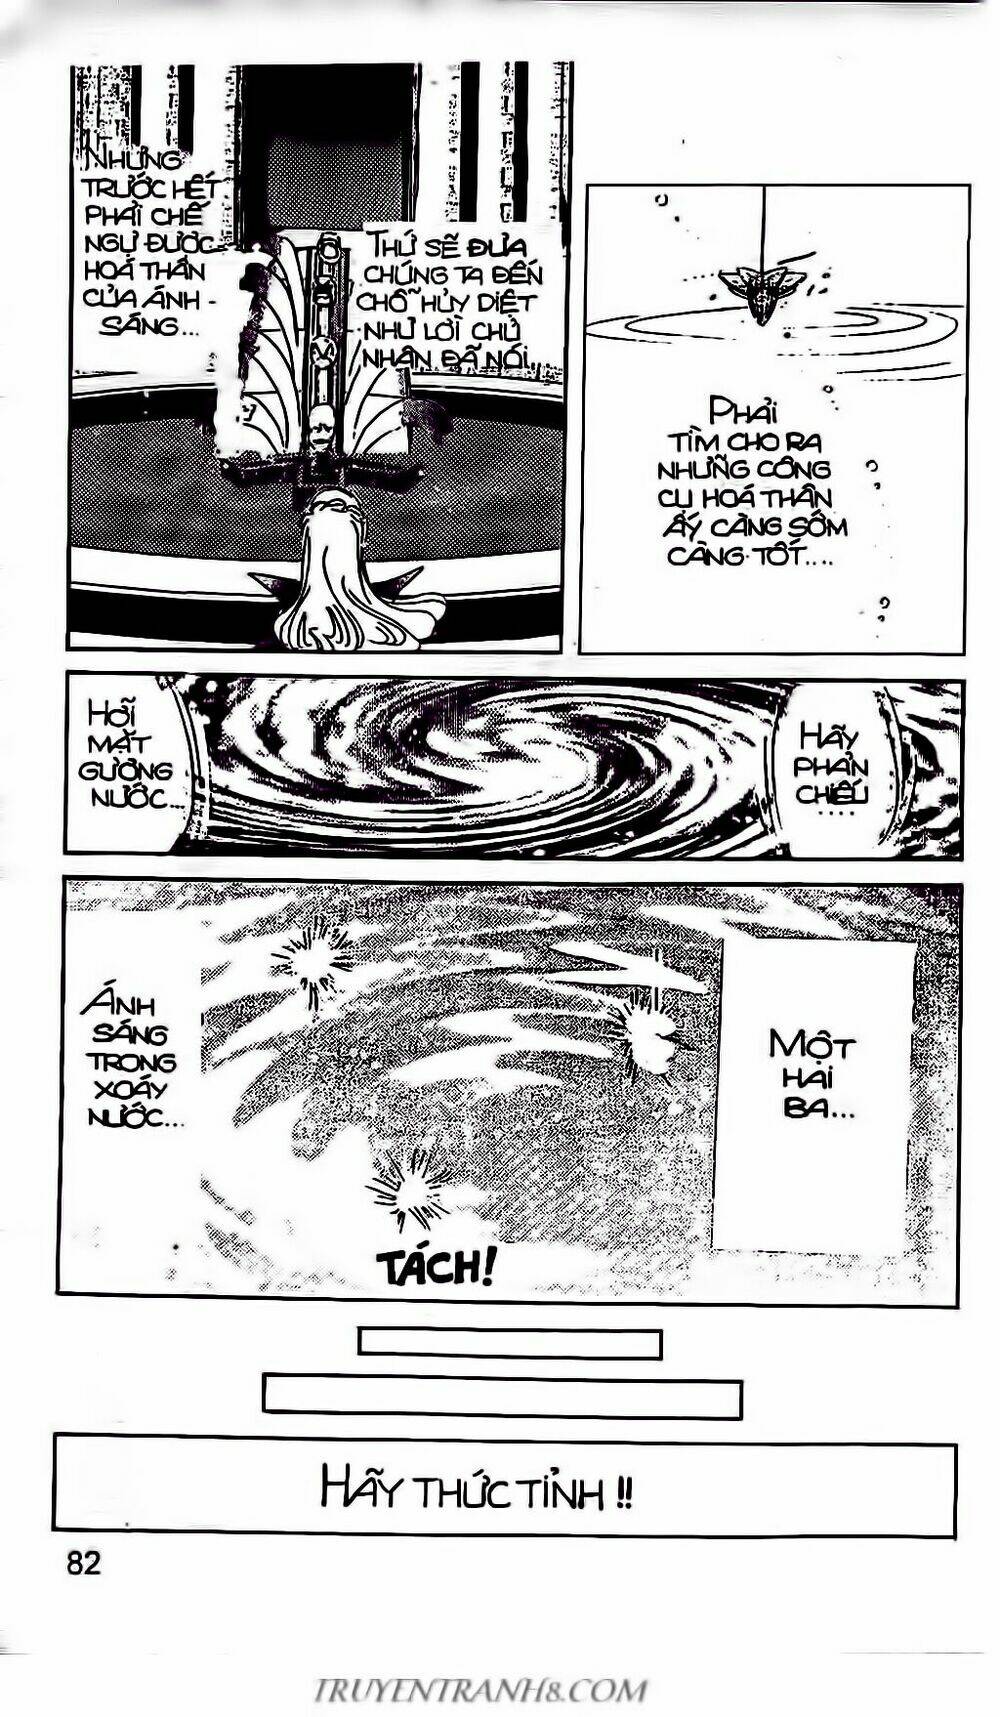 PHẢI
TÌM CHO RA
NHỮNG CÔNG
CỤ HOÁ THÂN
ẤY CÀNG SỚM
CÀNG TỐT....
THỨ SẼ ĐƯA
CHÚNG TA ĐẾN
CHỖ HỦY DIỆT
NHƯ LỜI CHỦ
NHÂN ĐÃ NÓI
NHƯNG
TRƯỚC HẾT
PHẢI CHẾ
NGỰ ĐƯỢC
HOÁ THÂN
CỦA ÁNH
SÁNG...
HÃY
PHẢN
CHIẾU
....
HỠI
MẶT
GƯƠNG
NƯỚC...
MỘT
HAI
BA...
ÁNH
SÁNG
TRONG
XOÁY
NƯỚC...
TÁCH!
HÃY THỨC TỈNH !!
82
TRUYENTRANH8.COM